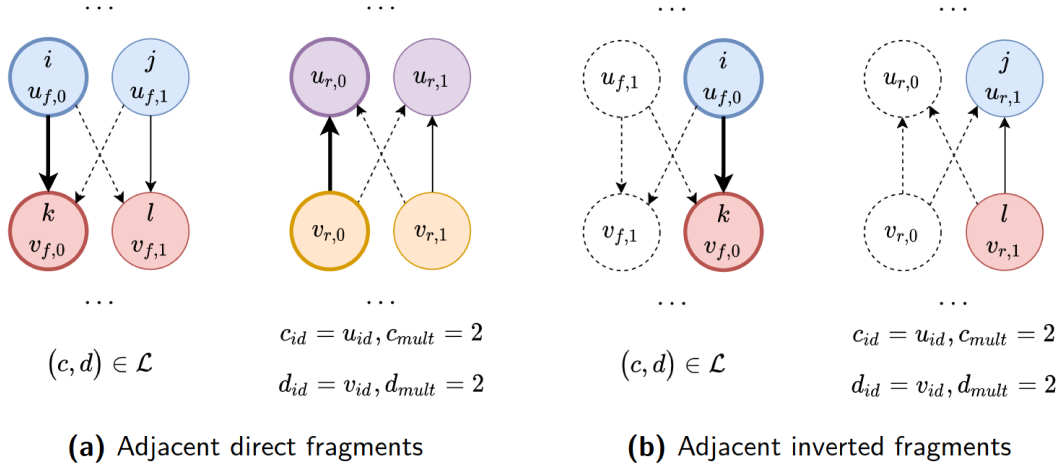 ... ... ... ...
i j i j
u_{f,0} u_{f,1} u_{r,0} u_{r,1} u_{f,1} u_{f,0} u_{r,0} u_{r,1}
k l k l
v_{f,0} v_{f,1} v_{r,0} v_{r,1} v_{f,1} v_{f,0} v_{r,0} v_{r,1}
... ... ... ...
(c, d) ∈ ℒ
c_{id} = u_{id}, c_{mult} = 2
d_{id} = v_{id}, d_{mult} = 2
(c, d) ∈ ℒ
c_{id} = u_{id}, c_{mult} = 2
d_{id} = v_{id}, d_{mult} = 2
(a) Adjacent direct fragments
(b) Adjacent inverted fragments